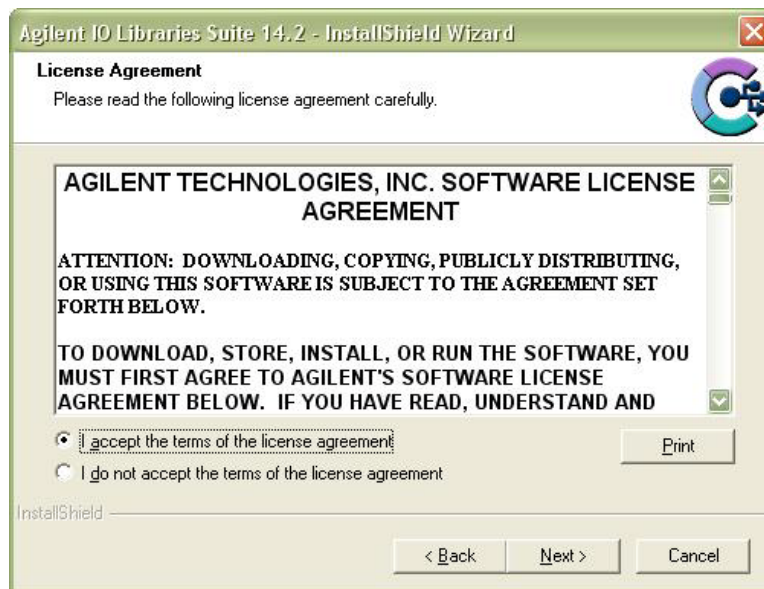 Agilent IO Libraries Suite 14.2 - InstallShield Wizard
License Agreement
Please read the following license agreement carefully.
AGILENT TECHNOLOGIES, INC. SOFTWARE LICENSE
AGREEMENT
ATTENTION: DOWNLOADING, COPYING, PUBLICLY DISTRIBUTING,
OR USING THIS SOFTWARE IS SUBJECT TO THE AGREEMENT SET
FORTH BELOW.
TO DOWNLOAD, STORE, INSTALL, OR RUN THE SOFTWARE, YOU
MUST FIRST AGREE TO AGILENT'S SOFTWARE LICENSE
AGREEMENT BELOW. IF YOU HAVE READ, UNDERSTAND AND
I accept the terms of the license agreement
Print
I do not accept the terms of the license agreement
InstallShield
< Back
Next >
Cancel